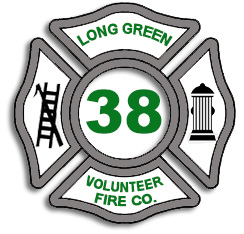 LONG GREEN
38
VOLUNTEER
FIRE CO.